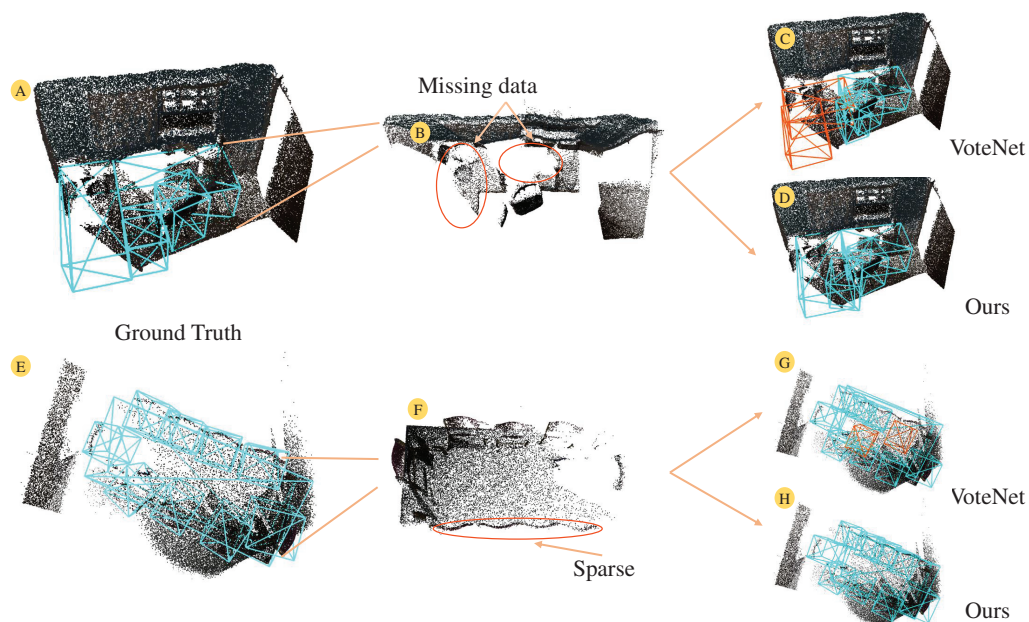 A
Missing data
B
C
VoteNet
D
Ours
Ground Truth
E
F
Sparse
G
VoteNet
H
Ours